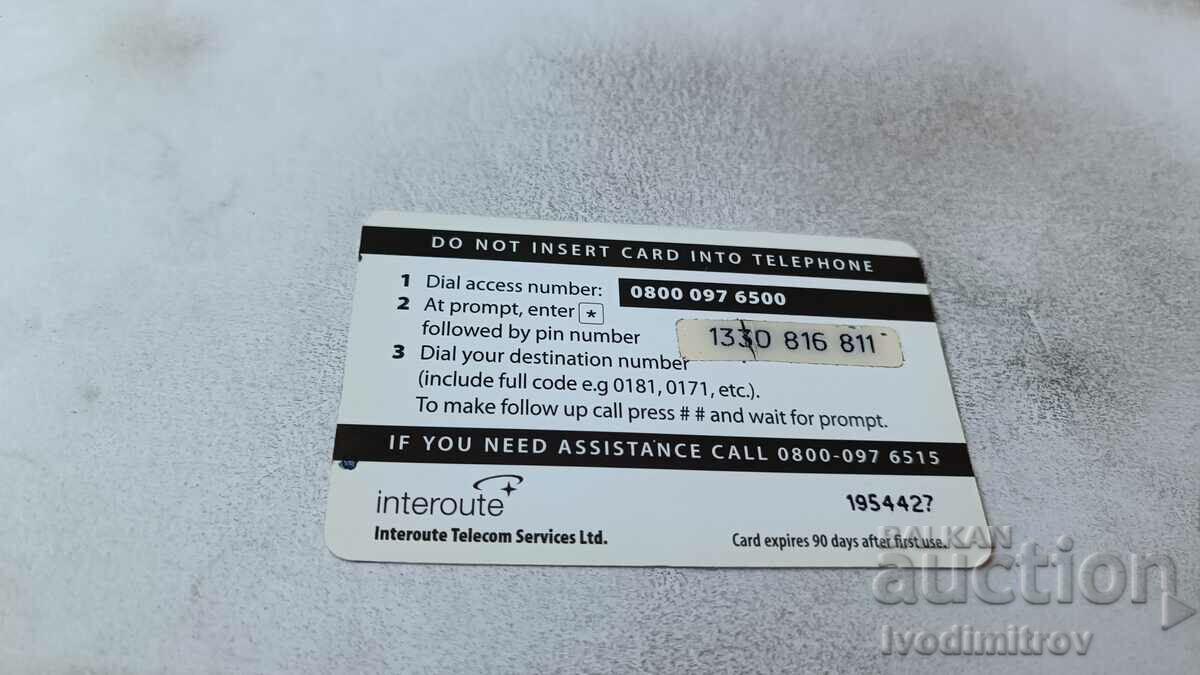 DO NOT INSERT CARD INTO TELEPHONE
1 Dial access number: 0800 097 6500
2 At prompt, enter *
followed by pin number 1330 816 811
3 Dial your destination number
(include full code e.g 0181, 0171, etc.).
To make follow up call press # # and wait for prompt.
IF YOU NEED ASSISTANCE CALL 0800-097 6515
interoute
1954427
Interoute Telecom Services Ltd.
Card expires 90 days after first use.
BALKAN
auction
Ivodimitrov